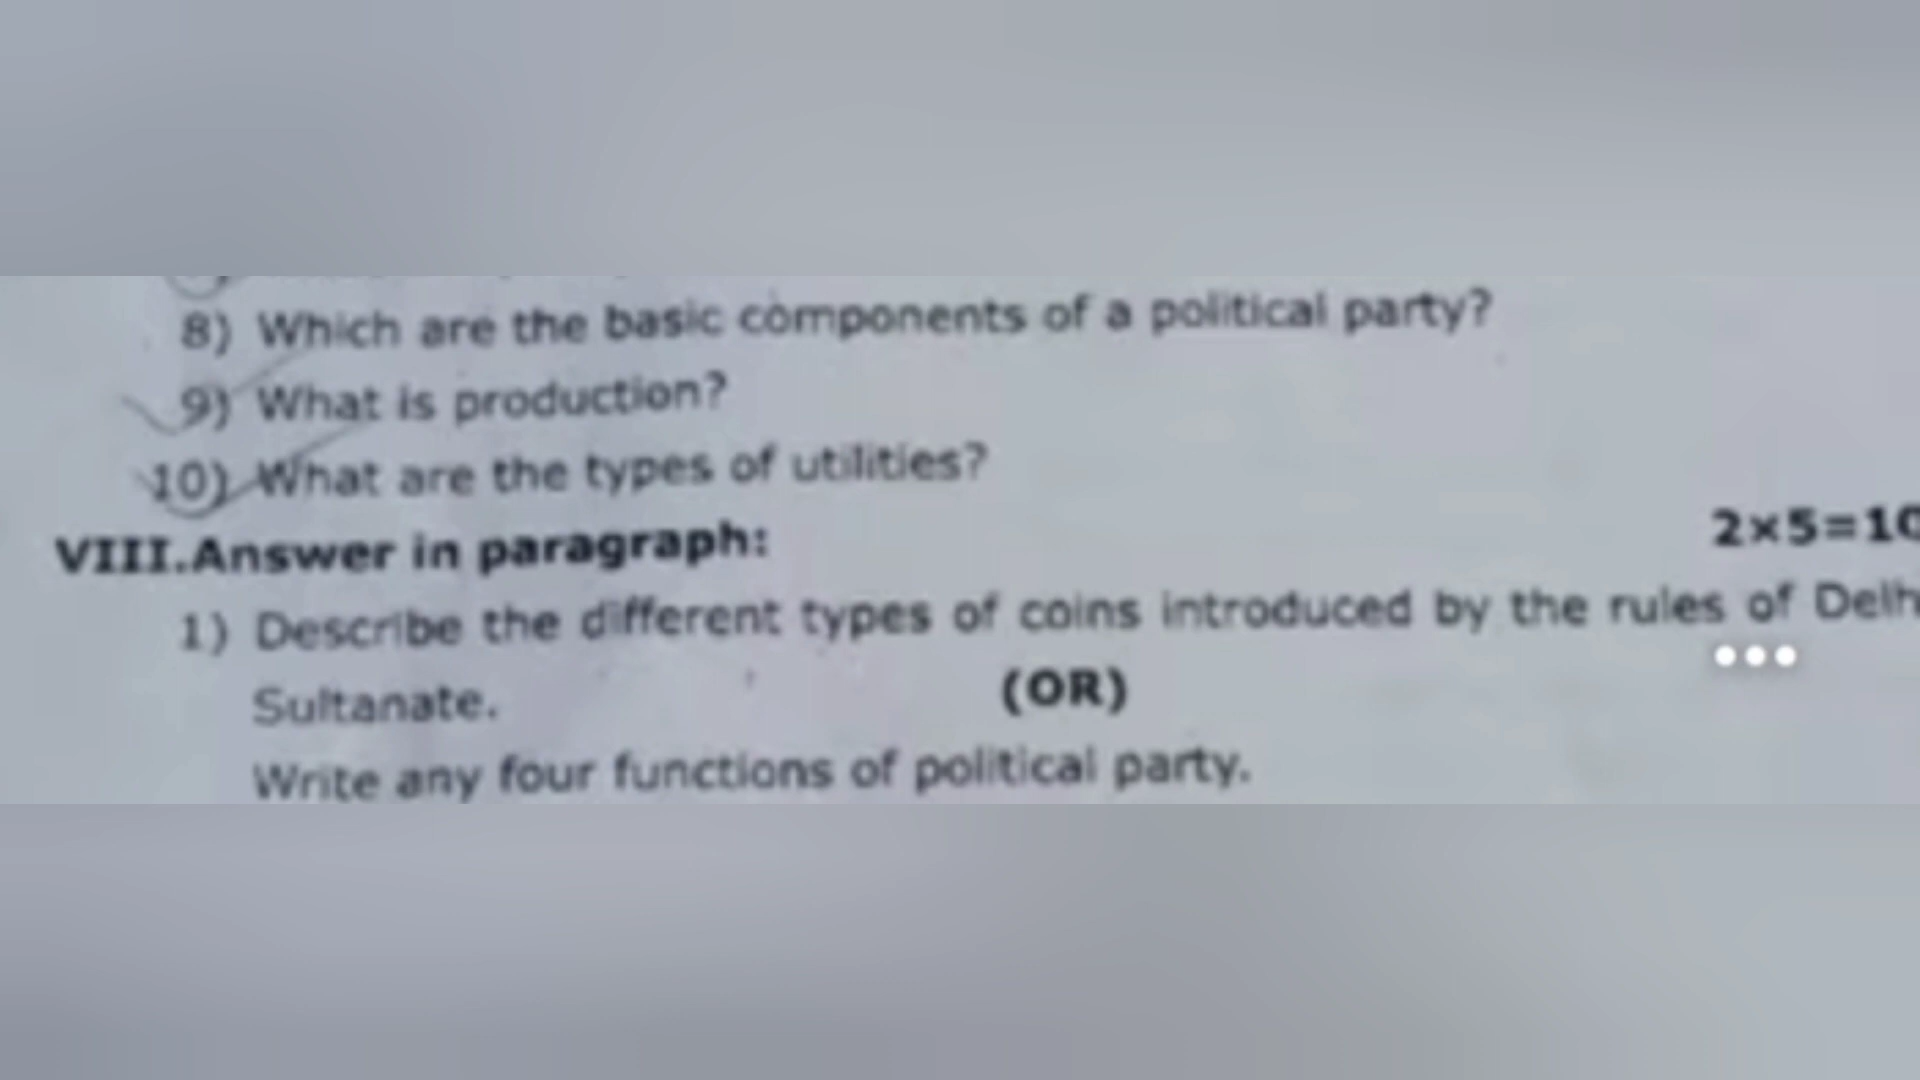 8) Which are the basic components of a political party?
9) What is production?
10) What are the types of utilities?
VIII.Answer in paragraph:
2×5=10
1) Describe the different types of coins introduced by the rules of Delh
Sultanate.
(OR)
Write any four functions of political party.